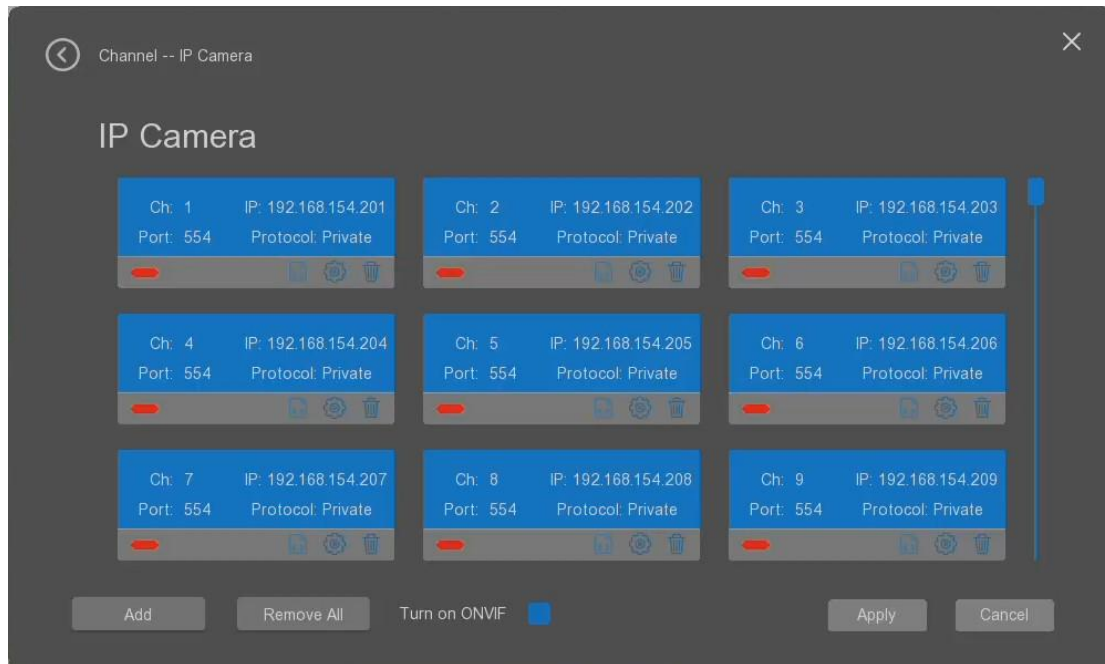 Channel -- IP Camera
IP Camera
Ch: 1 IP: 192.168.154.201
Port: 554 Protocol: Private
Ch: 2 IP: 192.168.154.202
Port: 554 Protocol: Private
Ch: 3 IP: 192.168.154.203
Port: 554 Protocol: Private
Ch: 4 IP: 192.168.154.204
Port: 554 Protocol: Private
Ch: 5 IP: 192.168.154.205
Port: 554 Protocol: Private
Ch: 6 IP: 192.168.154.206
Port: 554 Protocol: Private
Ch: 7 IP: 192.168.154.207
Port: 554 Protocol: Private
Ch: 8 IP: 192.168.154.208
Port: 554 Protocol: Private
Ch: 9 IP: 192.168.154.209
Port: 554 Protocol: Private
Add Remove All Turn on ONVIF Apply Cancel